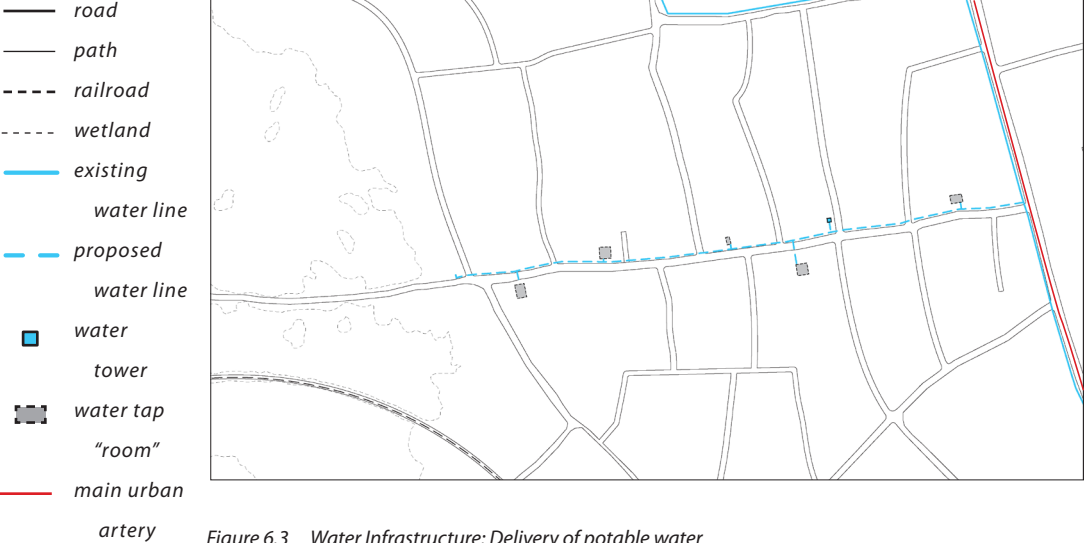 road
path
railroad
wetland
existing
water line
proposed
water line
water
tower
water tap
“room”
main urban
artery
Figure 6.3 Water Infrastructure: Delivery of potable water